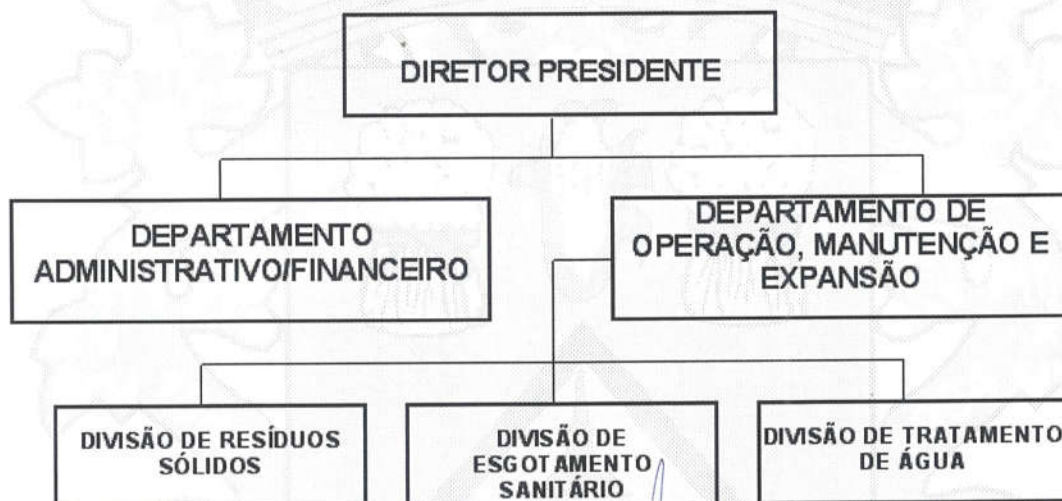 DIRETOR PRESIDENTE
DEPARTAMENTO
ADMINISTRATIVO/FINANCEIRO
DEPARTAMENTO DE
OPERAÇÃO, MANUTENÇÃO E
EXPANSÃO
DIVISÃO DE RESÍDUOS
SÓLIDOS
DIVISÃO DE
ESGOTAMENTO
SANITÁRIO
DIVISÃO DE TRATAMENTO
DE ÁGUA